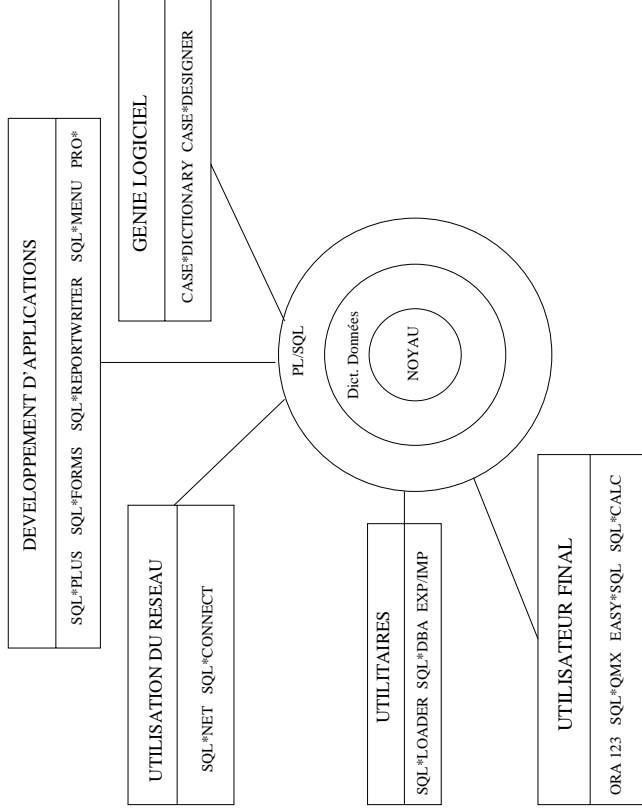 DEVELOPPEMENT D'APPLICATIONS
SQL*PLUS SQL*FORMS SQL*REPORTWRITER SQL*MENU PRO*
GENIE LOGICIEL
CASE*DICTIONARY CASE*DESIGNER
UTILISATION DU RESEAU
SQL*NET SQL*CONNECT
PL/SQL
Dict. Données
NOYAU
UTILITAIRES
SQL*LOADER SQL*DBA EXP/IMP
UTILISATEUR FINAL
ORA 123 SQL*QMX EASY*SQL SQL*CALC